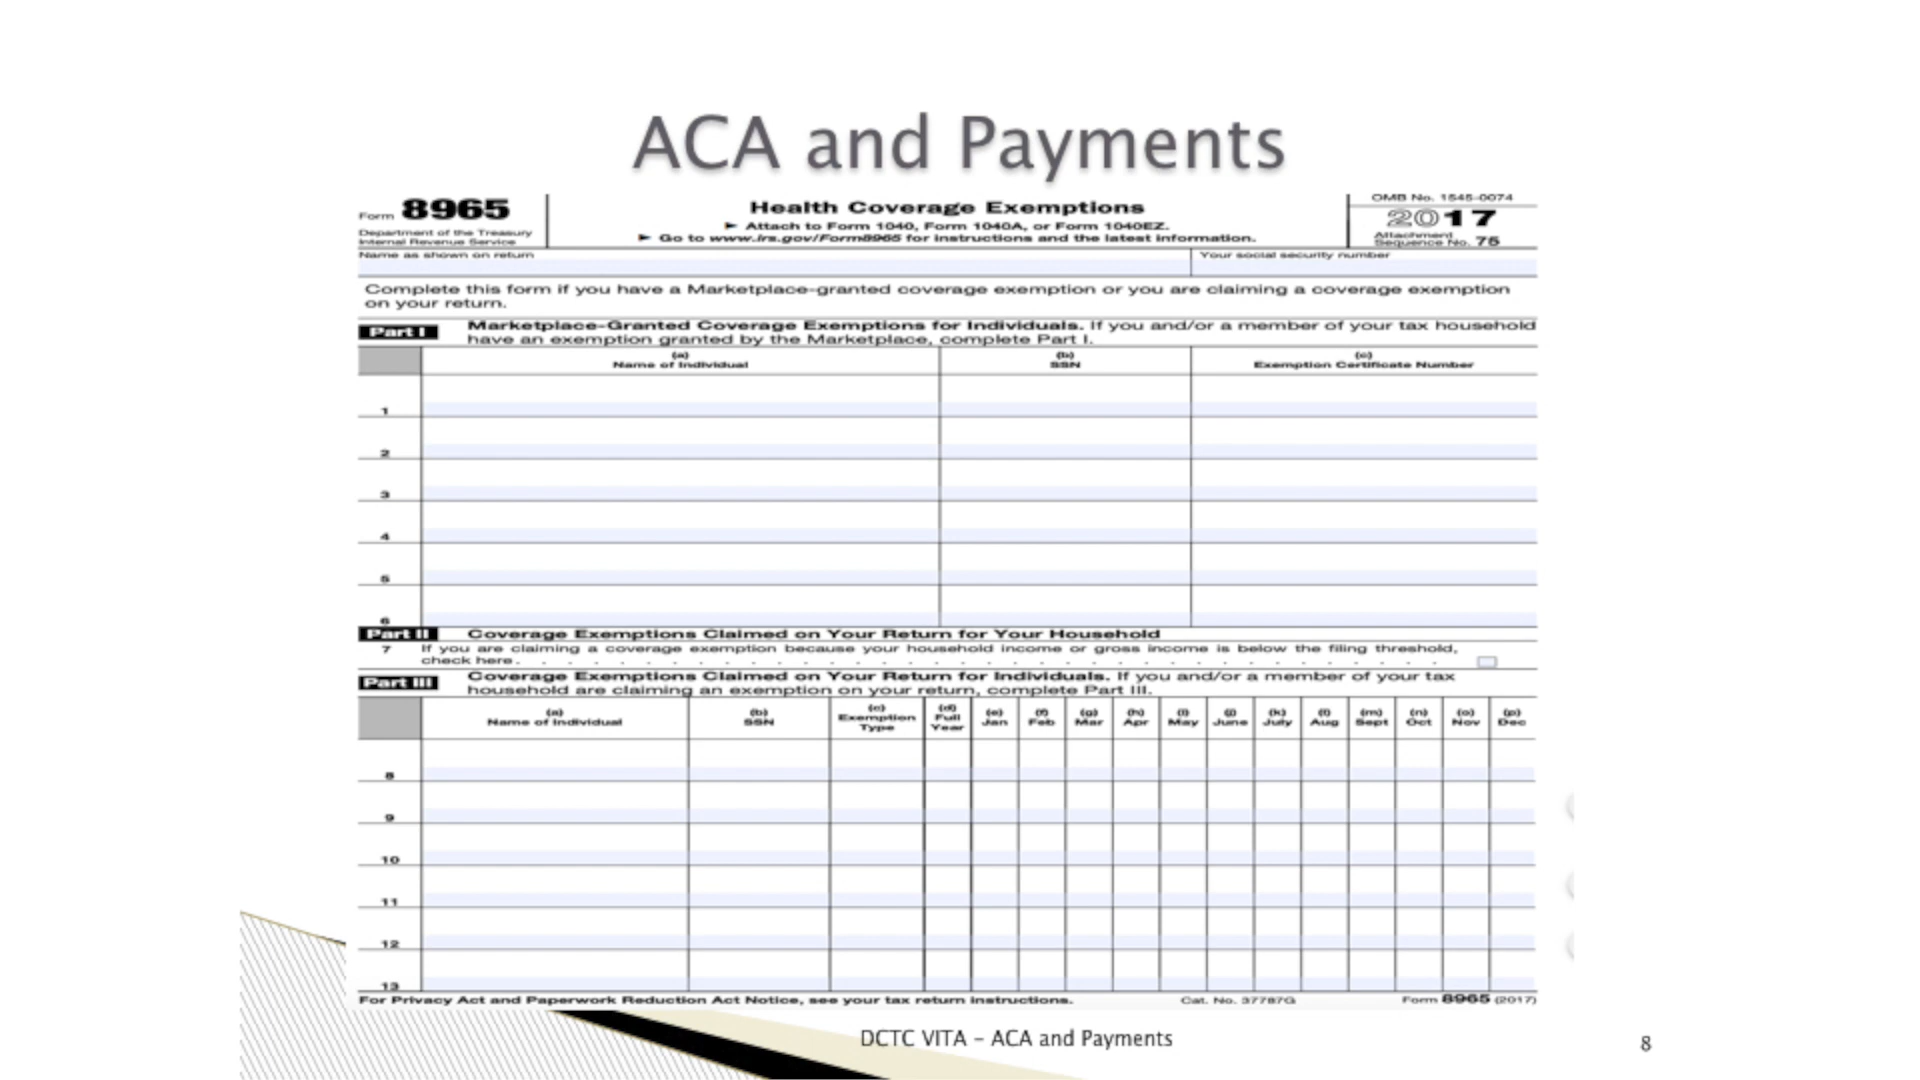 ACA and Payments
Form 8965
Department of the Treasury
Internal Revenue Service
Health Coverage Exemptions
► Attach to Form 1040, Form 1040A, or Form 1040EZ.
► Go to www.irs.gov/Form8965 for instructions and the latest information.
OMB No. 1545-0074
2017
Attachment
Sequence No. 75
Name as shown on return
Your social security number
Complete this form if you have a Marketplace-granted coverage exemption or you are claiming a coverage exemption
on your return.
Part I Marketplace-Granted Coverage Exemptions for Individuals. If you and/or a member of your tax household
have an exemption granted by the Marketplace, complete Part I.
(a) (b) (c)
Name of Individual SSN Exemption Certificate Number
1
2
3
4
5
6
Part II Coverage Exemptions Claimed on Your Return for Your Household
7 If you are claiming a coverage exemption because your household income or gross income is below the filing threshold,
check here . . . . . . . . . . . . . . . . . . . . . . . . . . . .
Part III Coverage Exemptions Claimed on Your Return for Individuals. If you and/or a member of your tax
household are claiming an exemption on your return, complete Part III.
(a) Name of Individual
(b) SSN
(c) Exemption Type
(d) Full Year
(e) Jan
(f) Feb
(g) Mar
(h) Apr
(i) May
(j) June
(k) July
(l) Aug
(m) Sept
(n) Oct
(o) Nov
(p) Dec
8
9
10
11
12
13
For Privacy Act and Paperwork Reduction Act Notice, see your tax return instructions. Cat. No. 37787G Form 8965 (2017)
DCTC VITA – ACA and Payments
8